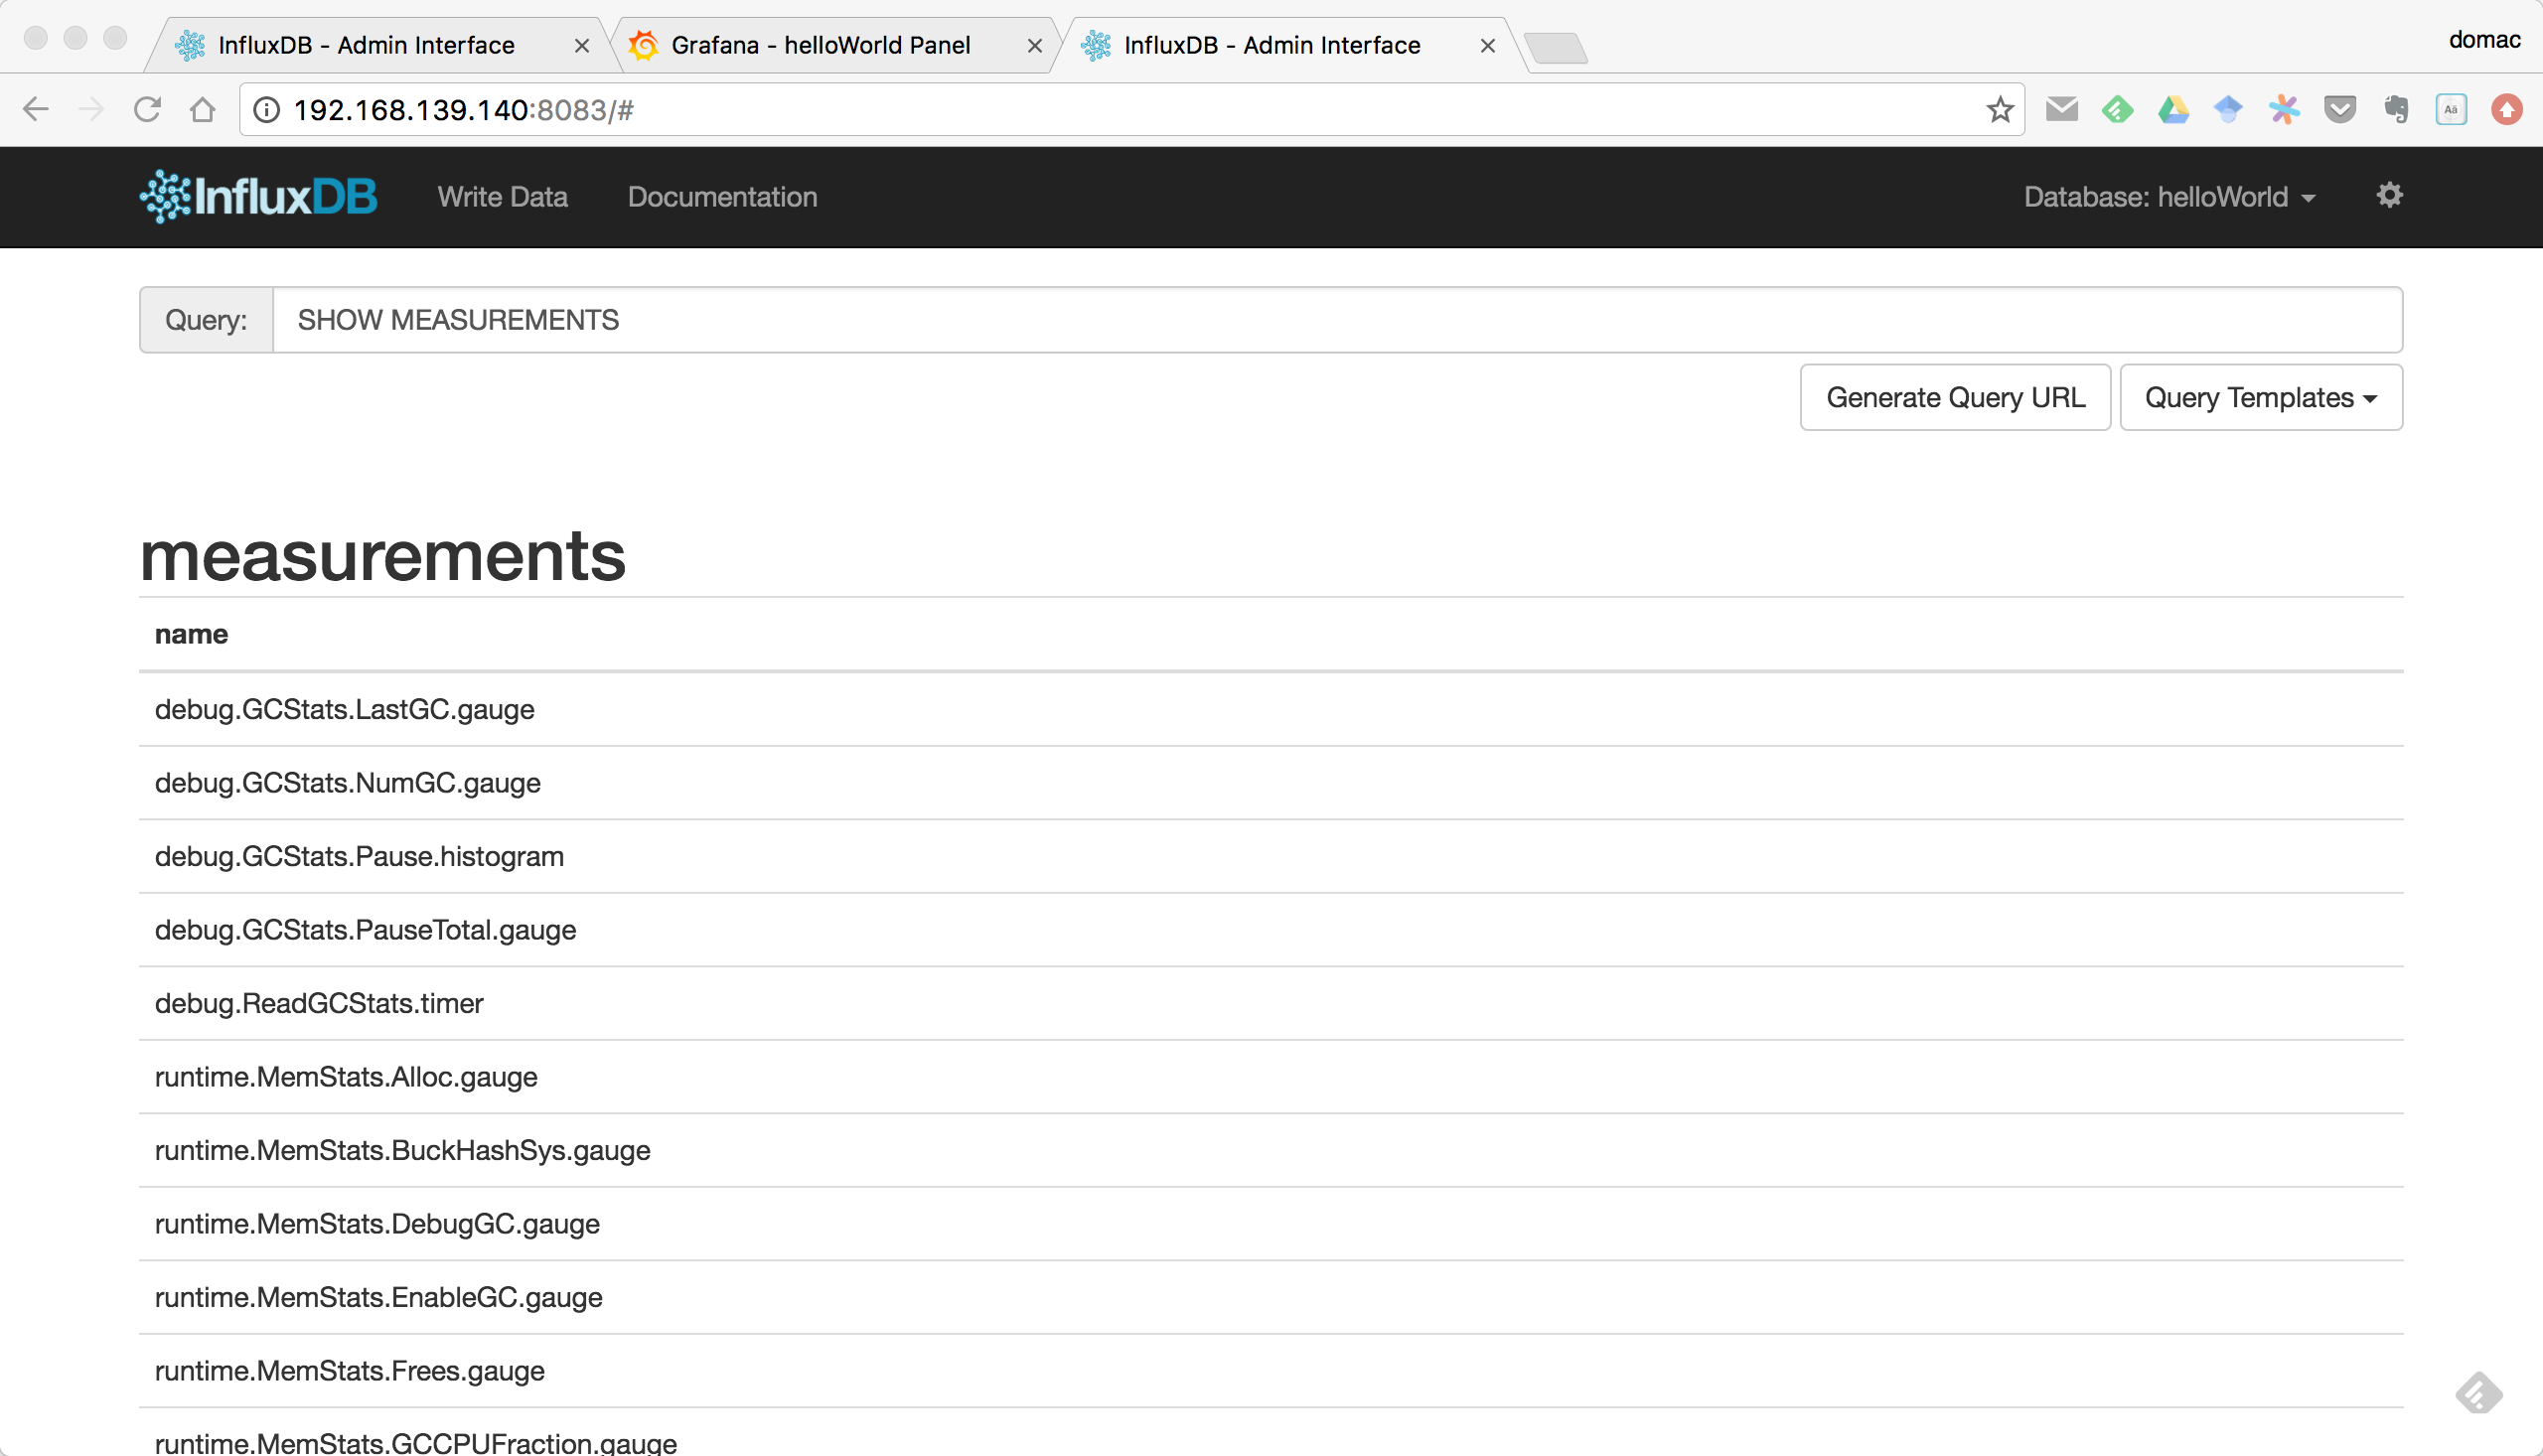 InfluxDB - Admin Interface
Grafana - helloWorld Panel
InfluxDB - Admin Interface
domac
192.168.139.140:8083/#
Aä
InfluxDB
Write Data
Documentation
Database: helloWorld
Query:
SHOW MEASUREMENTS
Generate Query URL
Query Templates
measurements
name
debug.GCStats.LastGC.gauge
debug.GCStats.NumGC.gauge
debug.GCStats.Pause.histogram
debug.GCStats.PauseTotal.gauge
debug.ReadGCStats.timer
runtime.MemStats.Alloc.gauge
runtime.MemStats.BuckHashSys.gauge
runtime.MemStats.DebugGC.gauge
runtime.MemStats.EnableGC.gauge
runtime.MemStats.Frees.gauge
runtime.MemStats.GCCPUFraction.gauge